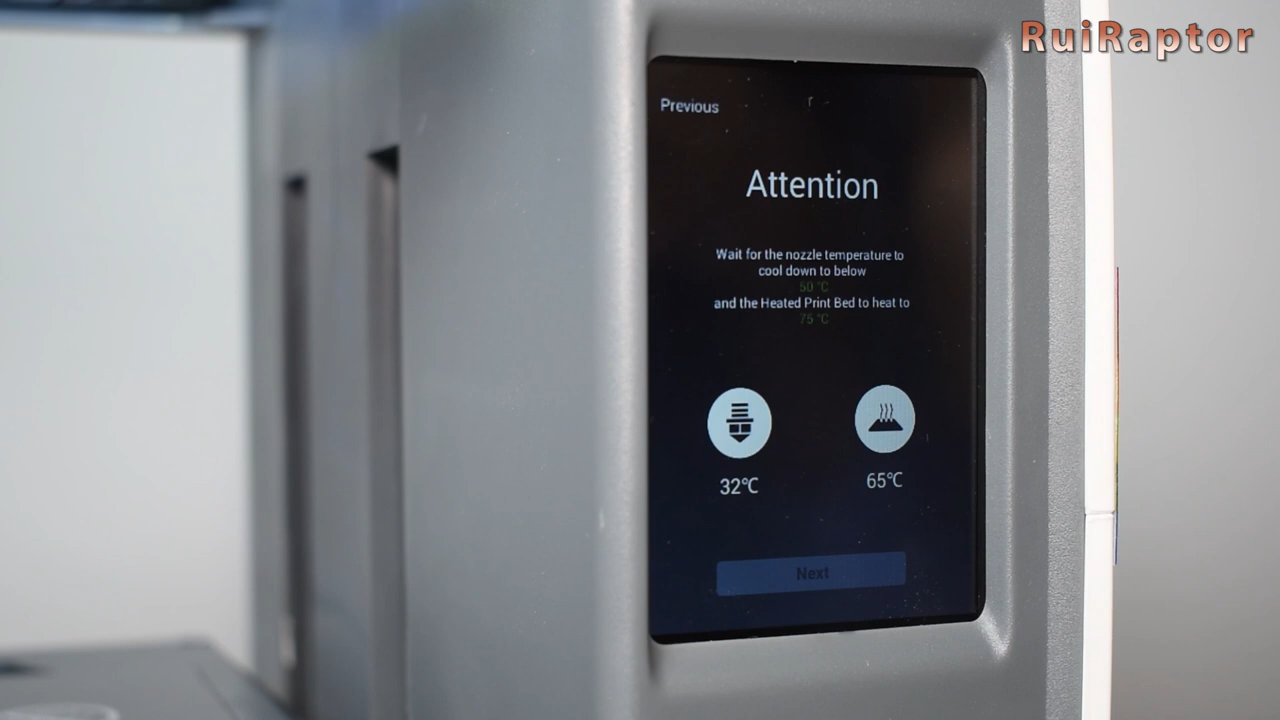 RuiRaptor
Previous
Attention
Wait for the nozzle temperature to
cool down to below
50 °C
and the Heated Print Bed to heat to
75 °C
32°C
65°C
Next